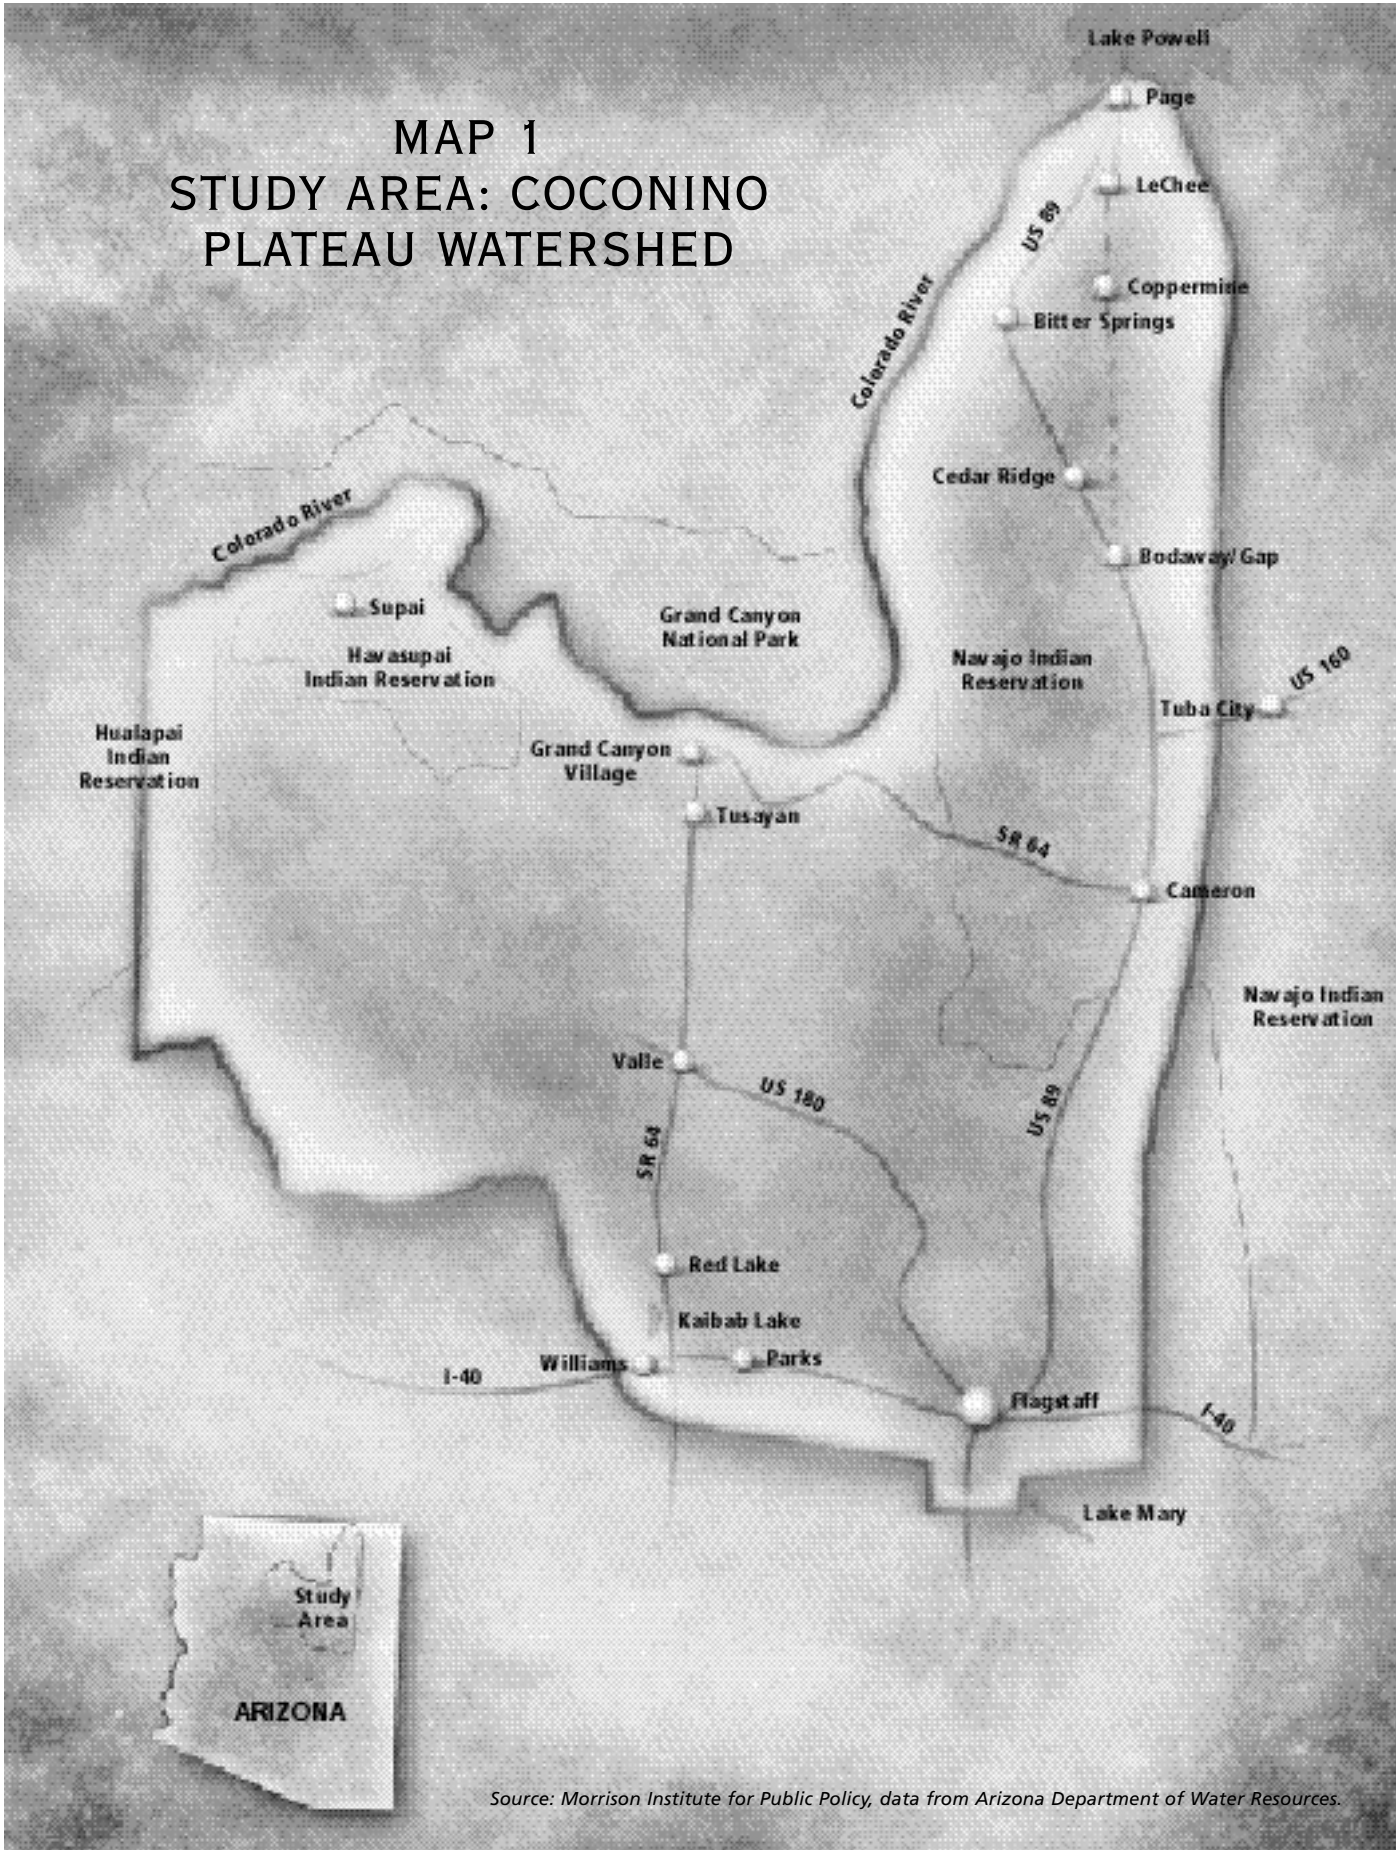 Lake Powell
Page
MAP 1
STUDY AREA: COCONINO
PLATEAU WATERSHED
LeChee
US 89
Coppermine
Bitter Springs
Colorado River
Cedar Ridge
Colorado River
Bodaway/Gap
Supai
Grand Canyon
National Park
Havasupai
Indian Reservation
Navajo Indian
Reservation
US 160
Tuba City
Hualapai
Indian
Reservation
Grand Canyon
Village
Tusayan
SR 64
Cameron
Navajo Indian
Reservation
Valle
US 180
US 89
SR 64
Red Lake
Kaibab Lake
Williams
Parks
I-40
Flagstaff
I-40
Lake Mary
Study
Area
ARIZONA
Source: Morrison Institute for Public Policy, data from Arizona Department of Water Resources.